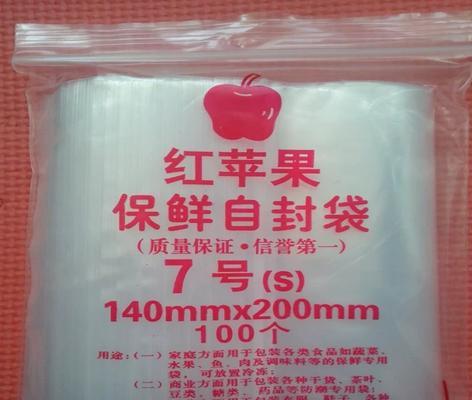 红苹果
保鲜自封袋
(质量保证·信誉第一)
7号(S)
140mmx200mm
100个
用途:(一)家庭方面用于包装各类食品如蔬菜、
水果、鱼、肉及调味料等的保鲜专用
袋,可放置冷冻;
(二)商业方面用于包装各种干货、茶叶、
豆类、糖类、药品等防潮专用袋;